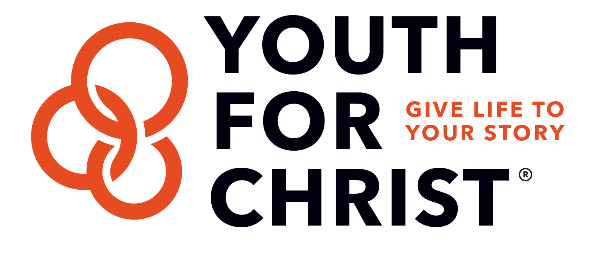 YOUTH
FOR
GIVE LIFE TO
YOUR STORY
CHRIST®